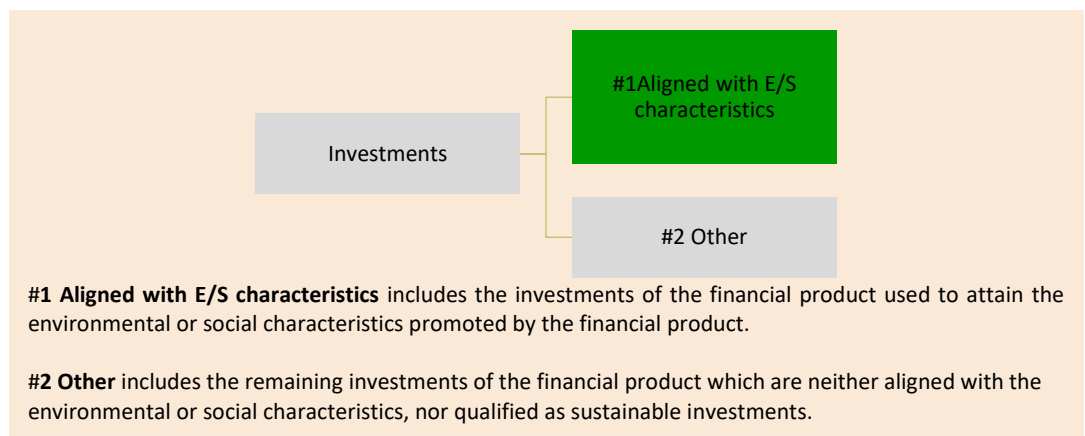 #1Aligned with E/S
characteristics
Investments
#2 Other
#1 Aligned with E/S characteristics includes the investments of the financial product used to attain the
environmental or social characteristics promoted by the financial product.
#2 Other includes the remaining investments of the financial product which are neither aligned with the
environmental or social characteristics, nor qualified as sustainable investments.